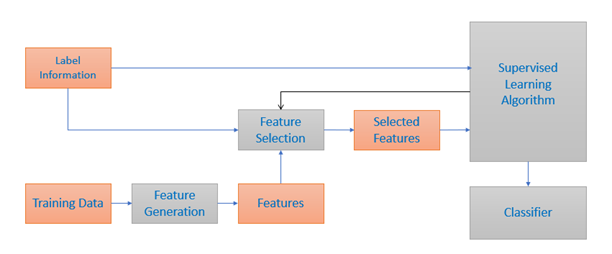 Label
Information
Supervised
Learning
Algorithm
Feature
Selection
Selected
Features
Training Data
Feature
Generation
Features
Classifier